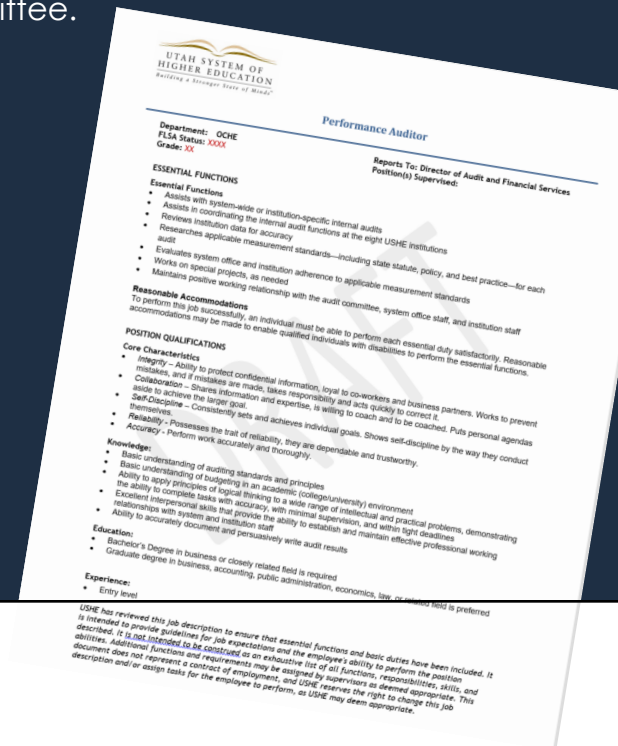 ittee.
UTAH SYSTEM OF
HIGHER EDUCATION
Building a Stronger State of Minds™
Performance Auditor
Department: OCHE
FLSA Status: XXXX
Grade: XX
Reports To: Director of Audit and Financial Services
Position(s) Supervised:
ESSENTIAL FUNCTIONS
Essential Functions
• Assists with system-wide or institution-specific internal audits
• Assists in coordinating the internal audit functions at the eight USHE institutions
• Reviews institution data for accuracy
• Researches applicable measurement standards—including state statute, policy, and best practice—for each
audit
• Evaluates system office and institution adherence to applicable measurement standards
• Works on special projects, as needed
• Maintains positive working relationship with the audit committee, system office staff, and institution staff
Reasonable Accommodations
To perform this job successfully, an individual must be able to perform each essential duty satisfactorily. Reasonable
accommodations may be made to enable qualified individuals with disabilities to perform the essential functions.
POSITION QUALIFICATIONS
Core Characteristics
• Integrity – Ability to protect confidential information, loyal to co-workers and business partners. Works to prevent
mistakes, and if mistakes are made, takes responsibility and acts quickly to correct it.
• Collaboration – Shares information and expertise, is willing to coach and to be coached. Puts personal agendas
aside to achieve the larger goal.
• Self-Discipline – Consistently sets and achieves individual goals. Shows self-discipline by the way they conduct
themselves.
• Reliability - Possesses the trait of reliability, they are dependable and trustworthy.
• Accuracy - Perform work accurately and thoroughly.
Knowledge:
• Basic understanding of auditing standards and principles
• Basic understanding of budgeting in an academic (college/university) environment
• Ability to apply principles of logical thinking to a wide range of intellectual and practical problems, demonstrating
the ability to complete tasks with accuracy, with minimal supervision, and within tight deadlines
• Excellent interpersonal skills that provide the ability to establish and maintain effective professional working
relationships with system and institution staff
• Ability to accurately document and persuasively write audit results
Education:
• Bachelor's Degree in business or closely related field is required
• Graduate degree in business, accounting, public administration, economics, law, or related field is preferred
Experience:
• Entry level
USHE has reviewed this job description to ensure that essential functions and basic duties have been included. It
is intended to provide guidelines for job expectations and the employee's ability to perform the position
described. It is not intended to be construed as an exhaustive list of all functions, responsibilities, skills, and
abilities. Additional functions and requirements may be assigned by supervisors as deemed appropriate. This
document does not represent a contract of employment, and USHE reserves the right to change this job
description and/or assign tasks for the employee to perform, as USHE may deem appropriate.
DRAFT